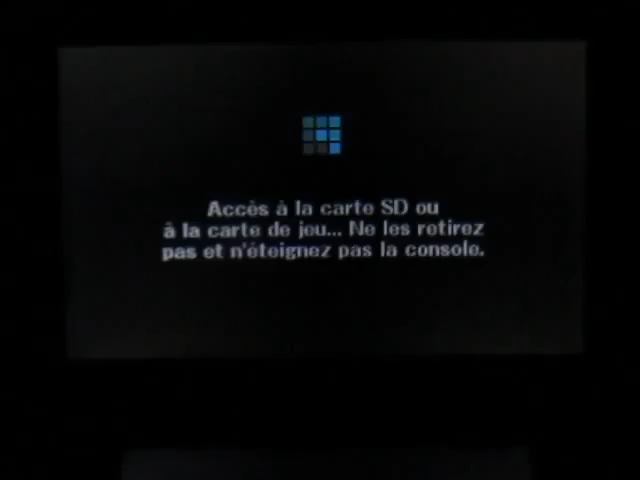 Accès à la carte SD ou
à la carte de jeu... Ne les retirez
pas et n'éteignez pas la console.